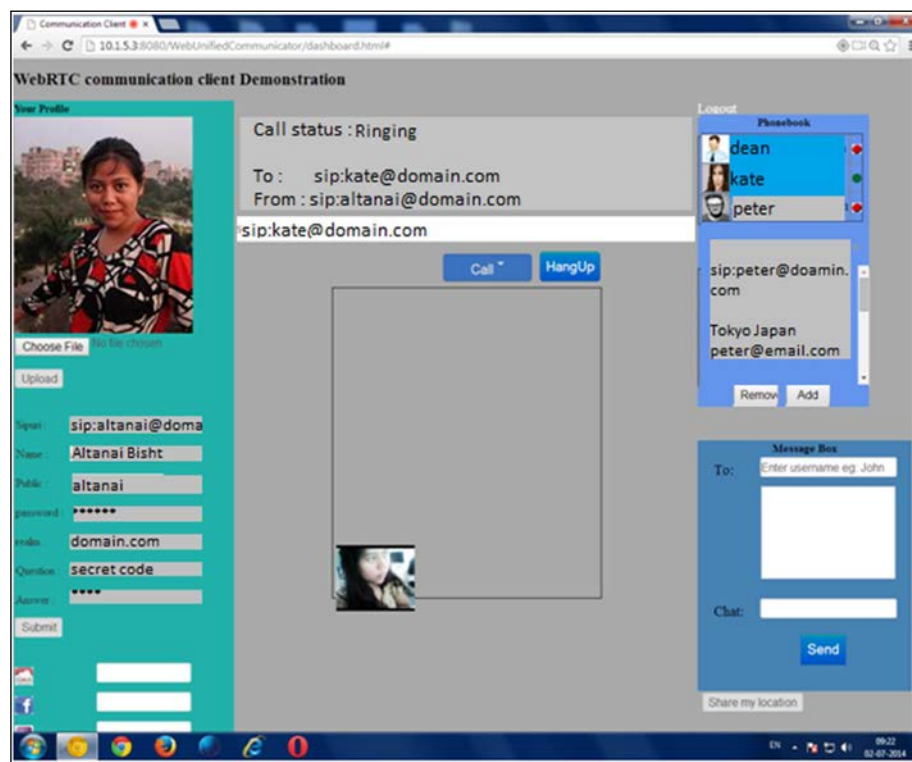 Communication Client
10.1.5.3:8080/WebUnifiedCommunicator/dashboard.html#
WebRTC communication client Demonstration
Your Profile
Choose File No file chosen
Upload
Sipuri : sip:altanai@doma
Name : Altanai Bisht
Public : altanai
password : ••••••
realm : domain.com
Question : secret code
Answer : ••••
Submit
Call status : Ringing
To : sip:kate@domain.com
From : sip:altanai@domain.com
sip:kate@domain.com
Call HangUp
Logout
Phonebook
dean
kate
peter
sip:peter@doamin.
com
Tokyo Japan
peter@email.com
Remov Add
Message Box
To: Enter username eg: John
Chat:
Send
Share my location
EN
09:22
02-07-2014